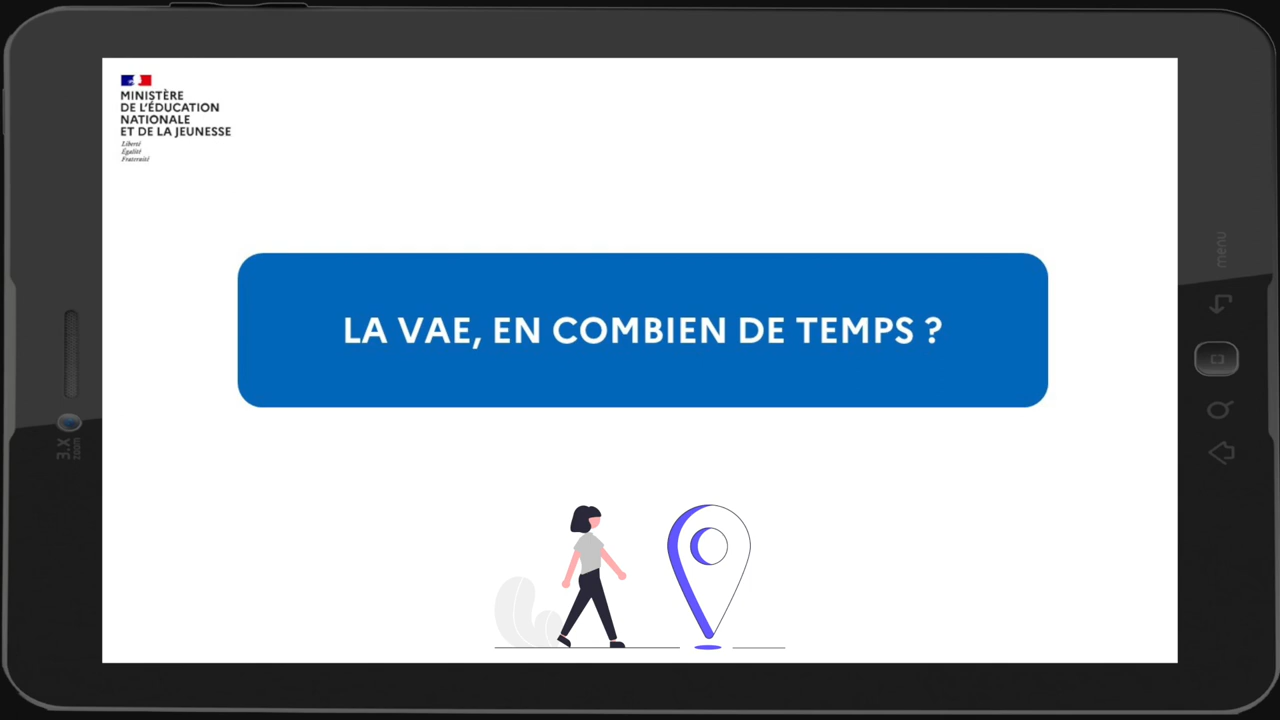 MINISTÈRE
DE L'ÉDUCATION
NATIONALE
ET DE LA JEUNESSE
Liberté
Égalité
Fraternité
LA VAE, EN COMBIEN DE TEMPS ?
menu
3.X
zoom